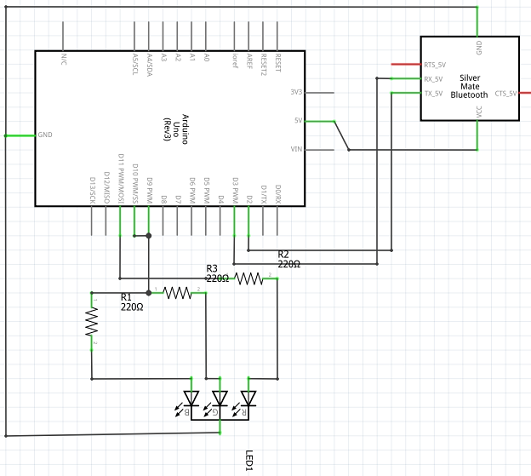 GND
N/C
A5/SCL
A4/SDA
A3
A2
A1
A0
ioref
AREF
RESET2
RESET
RTS_5V
RX_5V
TX_5V
Silver
Mate
Bluetooth
CTS_5V
VCC
3V3
5V
VIN
Arduino
Uno
(Rev3)
GND
D13/SCK
D12/MISO
D11 PWM/MOSI
D10 PWM/SS
D9 PWM
D8
D7
D6 PWM
D5 PWM
D4
D3 PWM
D2
D1/TX
D0/RX
R2
220Ω
R3
220Ω
R1
220Ω
B
G
R
LED1